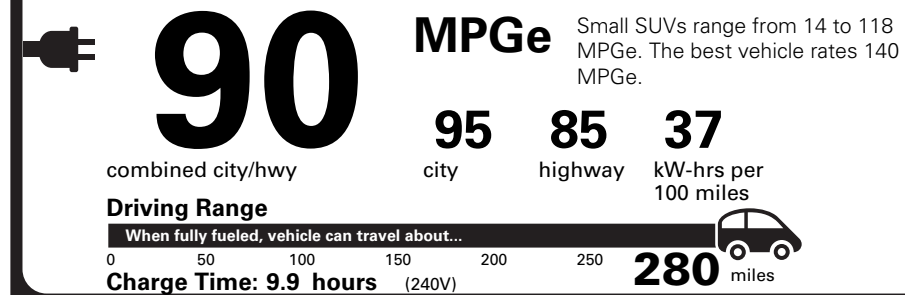 90
MPGe
Small SUVs range from 14 to 118
MPGe. The best vehicle rates 140
MPGe.
95 85 37
combined city/hwy city highway kW-hrs per
100 miles
Driving Range
When fully fueled, vehicle can travel about...
0 50 100 150 200 250 280 miles
Charge Time: 9.9 hours (240V)